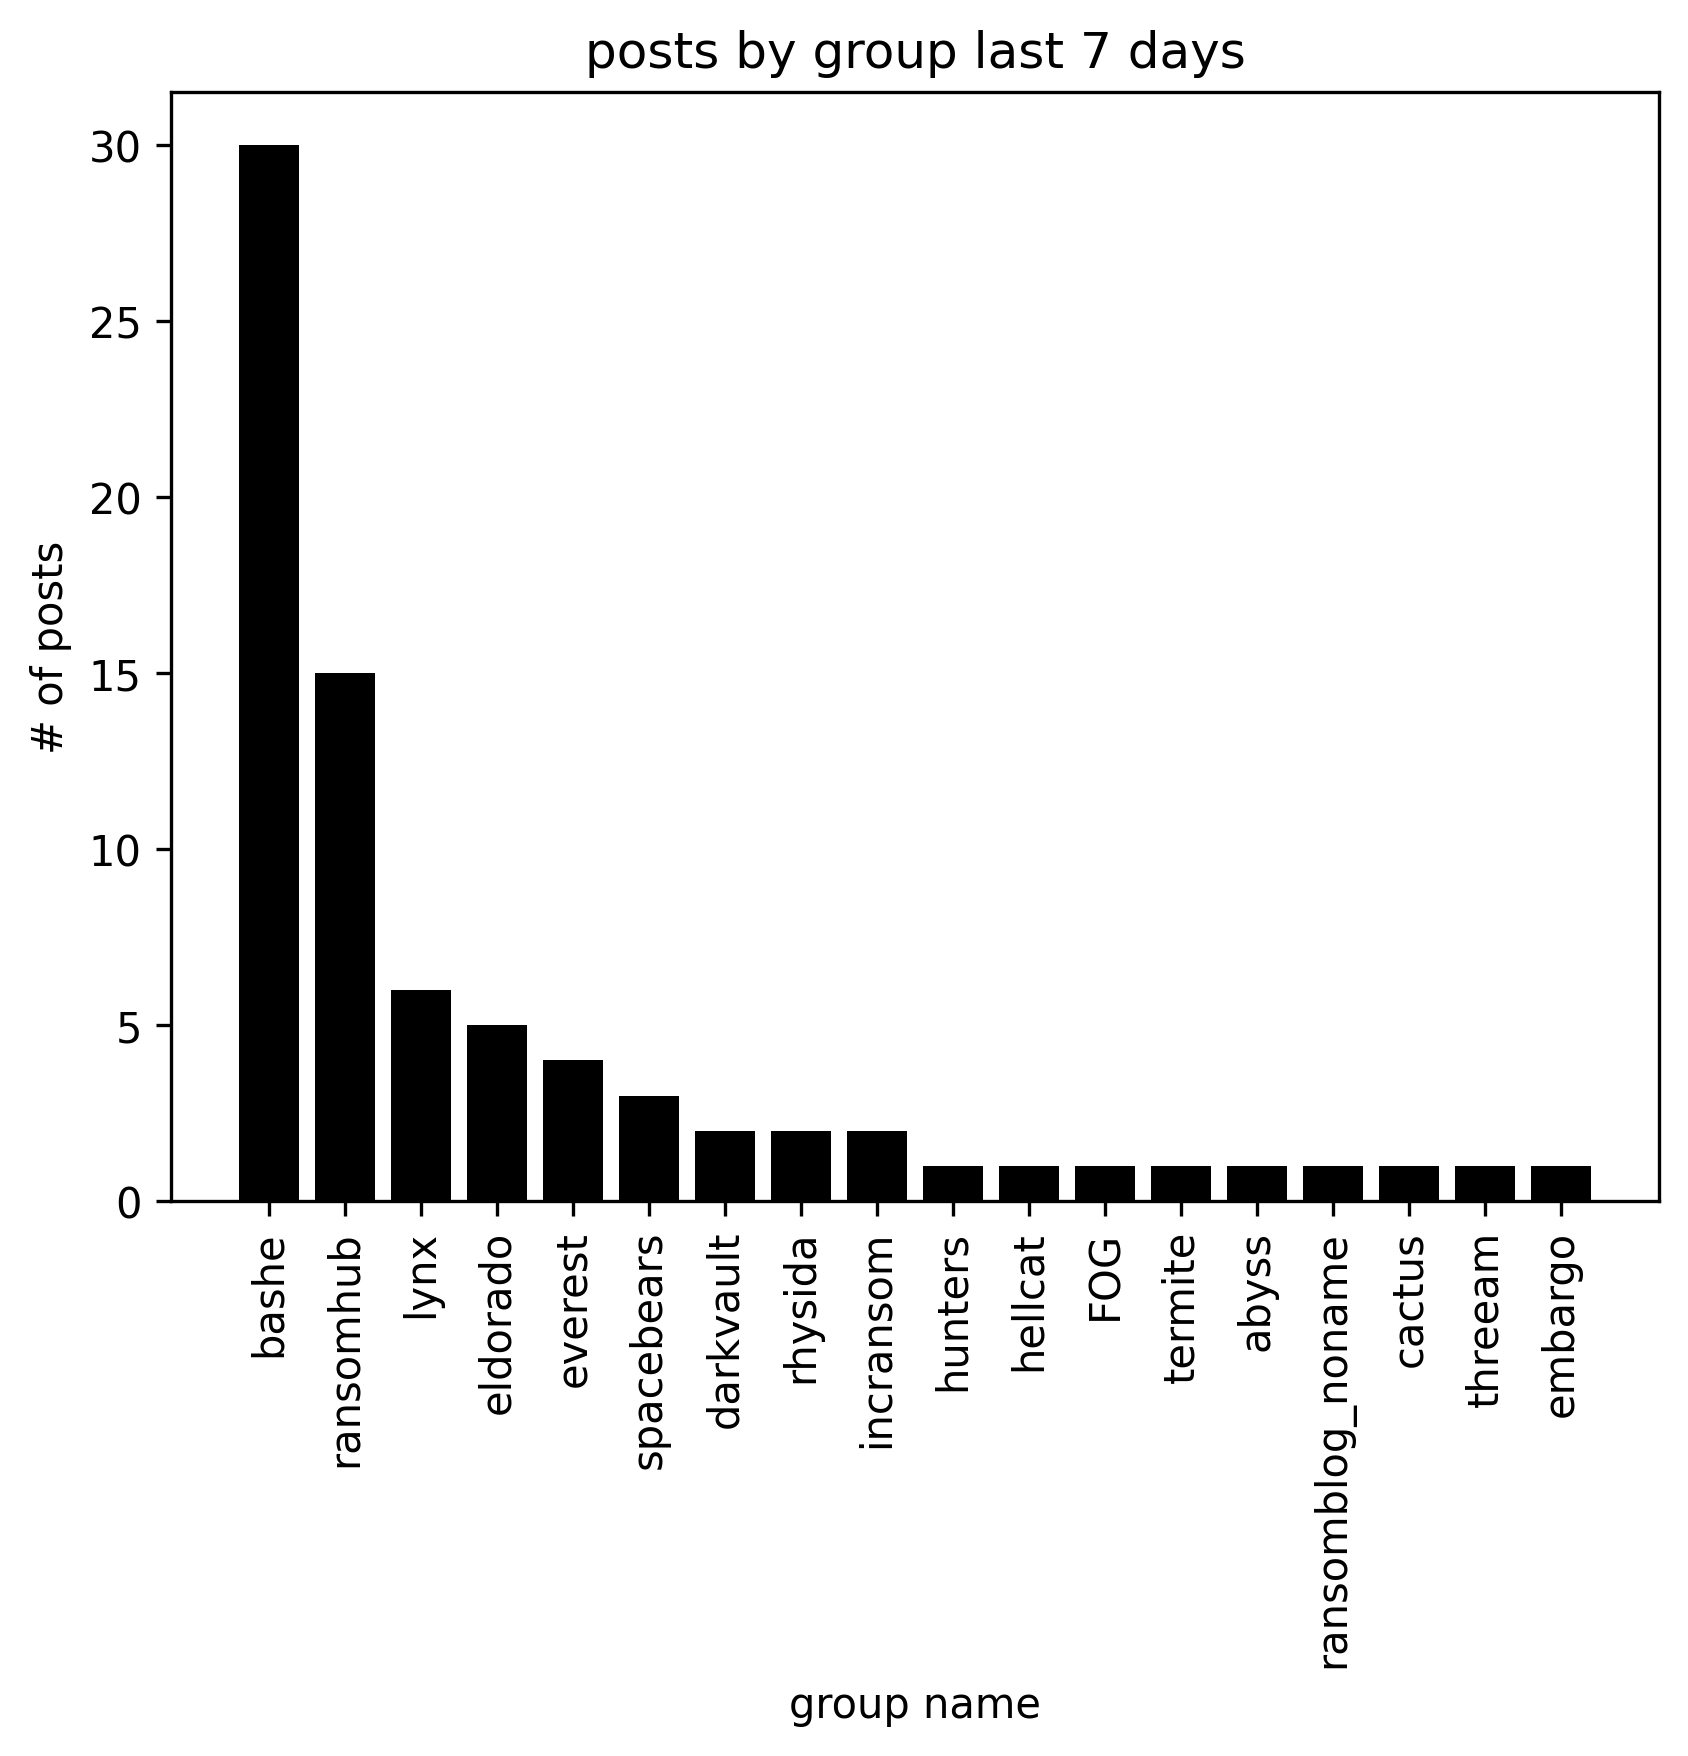 posts by group last 7 days
30
25
20
15
10
5
0
# of posts
bashe
ransomhub
lynx
eldorado
everest
spacebears
darkvault
rhysida
incransom
hunters
hellcat
FOG
termite
abyss
ransomblog_noname
cactus
threeam
embargo
group name